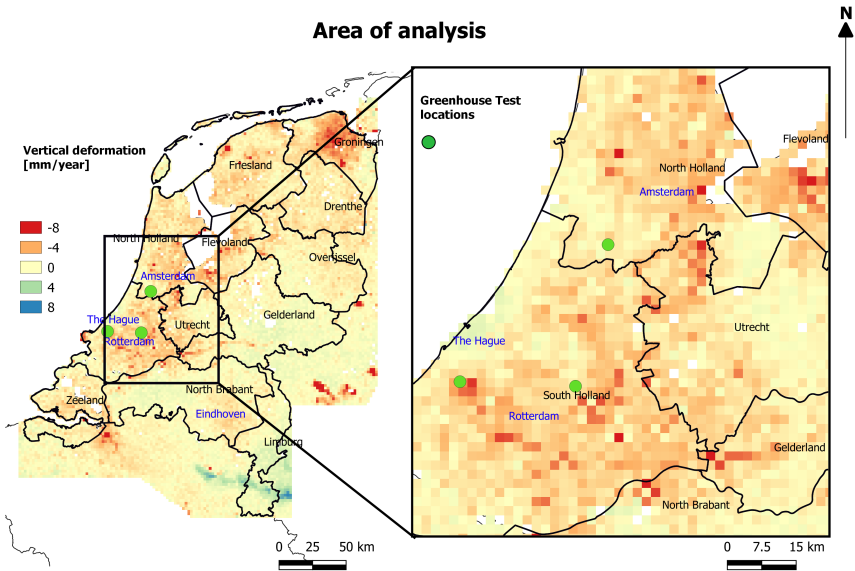 Area of analysis
N
Vertical deformation
[mm/year]
-8
-4
0
4
8
Groningen
Friesland
Drenthe
North Holland
Flevoland
Overijssel
Amsterdam
Gelderland
The Hague
Utrecht
Rotterdam
North Brabant
Zeeland
Eindhoven
Limburg
0 25 50 km
Greenhouse Test
locations
Flevoland
North Holland
Amsterdam
Utrecht
The Hague
South Holland
Rotterdam
Gelderland
North Brabant
0 7.5 15 km